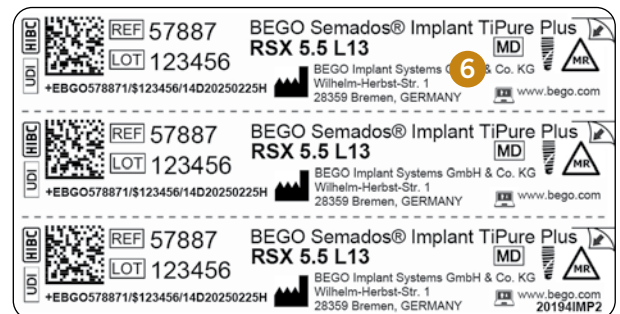 HIBC
UDI
REF 57887
LOT 123456
+EBGO578871/$123456/14D20250225H
BEGO Semados® Implant TiPure Plus
RSX 5.5 L13
MD
MR
BEGO Implant Systems & Co. KG
Wilhelm-Herbst-Str. 1
28359 Bremen, GERMANY
www.bego.com
6
HIBC
UDI
REF 57887
LOT 123456
+EBGO578871/$123456/14D20250225H
BEGO Semados® Implant TiPure Plus
RSX 5.5 L13
MD
MR
BEGO Implant Systems GmbH & Co. KG
Wilhelm-Herbst-Str. 1
28359 Bremen, GERMANY
www.bego.com
HIBC
UDI
REF 57887
LOT 123456
+EBGO578871/$123456/14D20250225H
BEGO Semados® Implant TiPure Plus
RSX 5.5 L13
MD
MR
BEGO Implant Systems GmbH & Co. KG
Wilhelm-Herbst-Str. 1
28359 Bremen, GERMANY
www.bego.com
20194IMP2